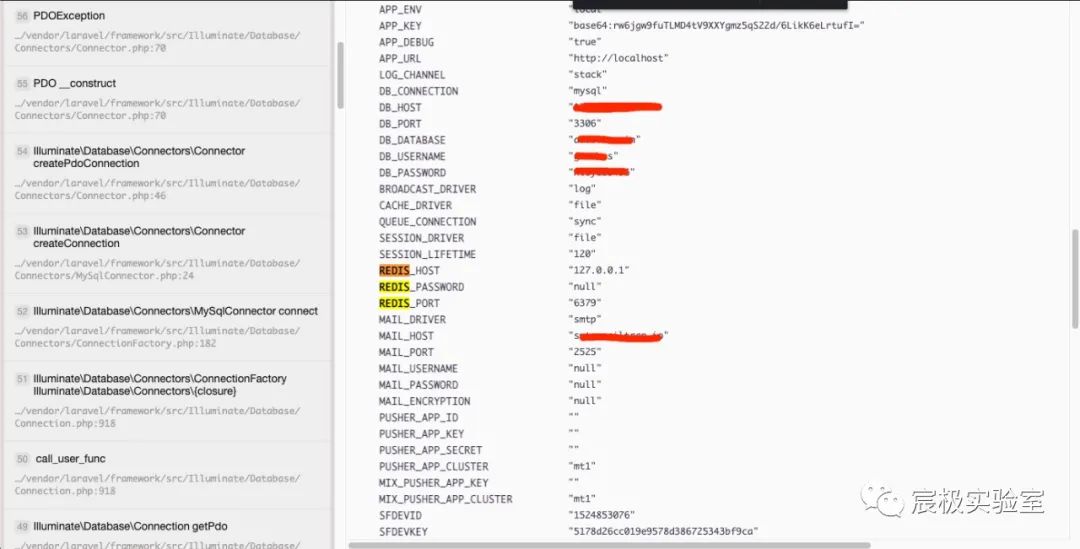 56 PDOException
…/vendor/laravel/framework/src/Illuminate/Database/
Connectors/Connector.php:70
55 PDO __construct
…/vendor/laravel/framework/src/Illuminate/Database/
Connectors/Connector.php:70
54 Illuminate\Database\Connectors\Connector
createPdoConnection
…/vendor/laravel/framework/src/Illuminate/Database/
Connectors/Connector.php:46
53 Illuminate\Database\Connectors\Connector
createConnection
…/vendor/laravel/framework/src/Illuminate/Database/
Connectors/MySqlConnector.php:24
52 Illuminate\Database\Connectors\MySqlConnector connect
…/vendor/laravel/framework/src/Illuminate/Database/
Connectors/ConnectionFactory.php:182
51 Illuminate\Database\Connectors\ConnectionFactory
Illuminate\Database\Connectors\{closure}
…/vendor/laravel/framework/src/Illuminate/Database/
Connection.php:918
50 call_user_func
…/vendor/laravel/framework/src/Illuminate/Database/
Connection.php:918
49 Illuminate\Database\Connection getPdo
…/vendor/laravel/framework/src/Illuminate/Database/
APP_ENV "local"
APP_KEY "base64:rw6jgw9fuTLMD4tV9XXYgmz5qSZZd/6LikK6eLrtufI="
APP_DEBUG "true"
APP_URL "http://localhost"
LOG_CHANNEL "stack"
DB_CONNECTION "mysql"
DB_HOST
DB_PORT "3306"
DB_DATABASE
DB_USERNAME
DB_PASSWORD
BROADCAST_DRIVER "log"
CACHE_DRIVER "file"
QUEUE_CONNECTION "sync"
SESSION_DRIVER "file"
SESSION_LIFETIME "120"
REDIS_HOST "127.0.0.1"
REDIS_PASSWORD "null"
REDIS_PORT "6379"
MAIL_DRIVER "smtp"
MAIL_HOST
MAIL_PORT "2525"
MAIL_USERNAME "null"
MAIL_PASSWORD "null"
MAIL_ENCRYPTION "null"
PUSHER_APP_ID ""
PUSHER_APP_KEY ""
PUSHER_APP_SECRET ""
PUSHER_APP_CLUSTER "mt1"
MIX_PUSHER_APP_KEY ""
MIX_PUSHER_APP_CLUSTER "mt1"
SFDEVID "1524853076"
SFDEVKEY "5178d26cc019e9578d386725343bf9ca"
宸极实验室